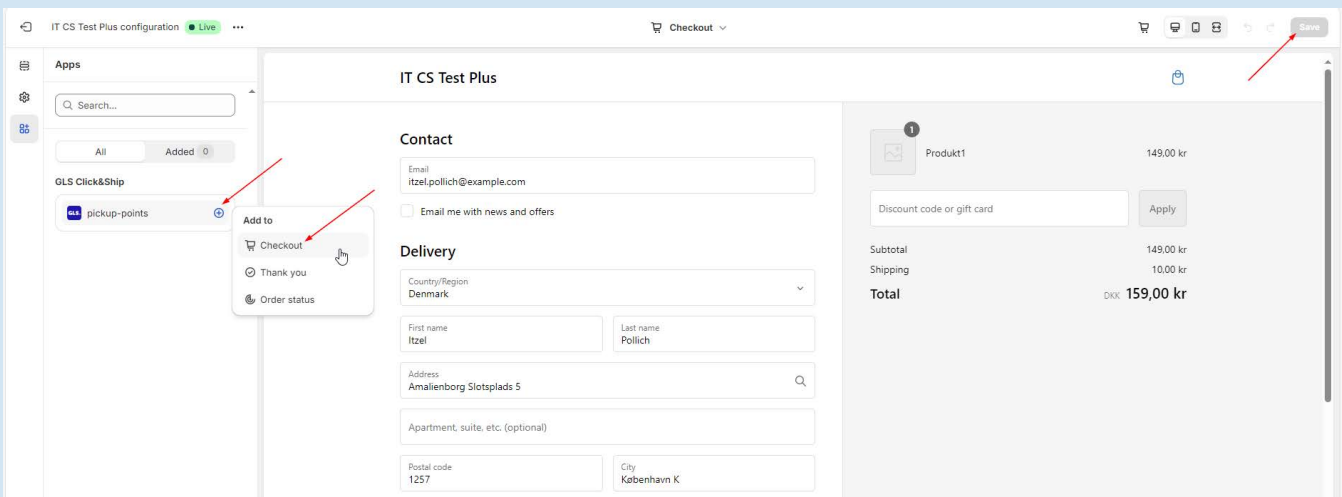 IT CS Test Plus configuration Live
Checkout
Save
Apps
Search...
All Added 0
GLS Click&Ship
GLS. pickup-points
Add to
Checkout
Thank you
Order status
IT CS Test Plus
Contact
Email
itzel.pollich@example.com
Email me with news and offers
Delivery
Country/Region
Denmark
First name
Itzel
Last name
Pollich
Address
Amalienborg Slotsplads 5
Apartment, suite, etc. (optional)
Postal code
1257
City
København K
1
Produkt1 149,00 kr
Discount code or gift card Apply
Subtotal 149,00 kr
Shipping 10,00 kr
Total DKK 159,00 kr